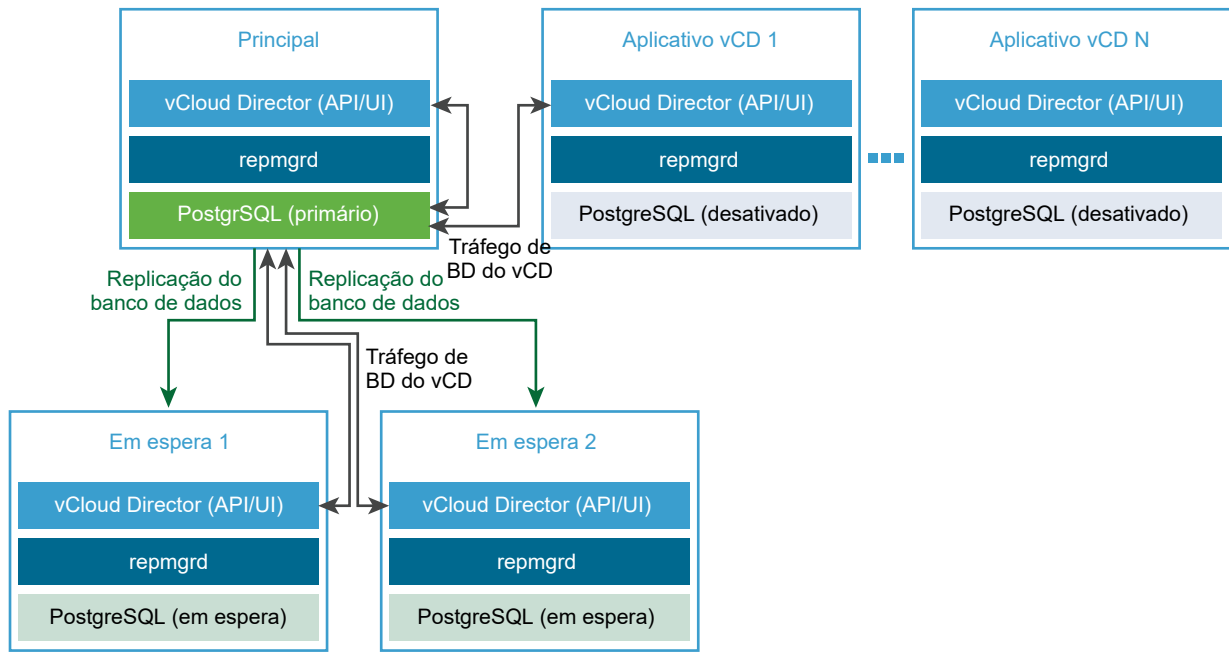 Principal
vCloud Director (API/UI)
repmgrd
PostgrSQL (primário)
Aplicativo vCD 1
vCloud Director (API/UI)
repmgrd
PostgreSQL (desativado)
Aplicativo vCD N
vCloud Director (API/UI)
repmgrd
PostgreSQL (desativado)
Tráfego de
BD do vCD
Replicação do
banco de dados
Replicação do
banco de dados
Tráfego de
BD do vCD
Em espera 1
vCloud Director (API/UI)
repmgrd
PostgreSQL (em espera)
Em espera 2
vCloud Director (API/UI)
repmgrd
PostgreSQL (em espera)